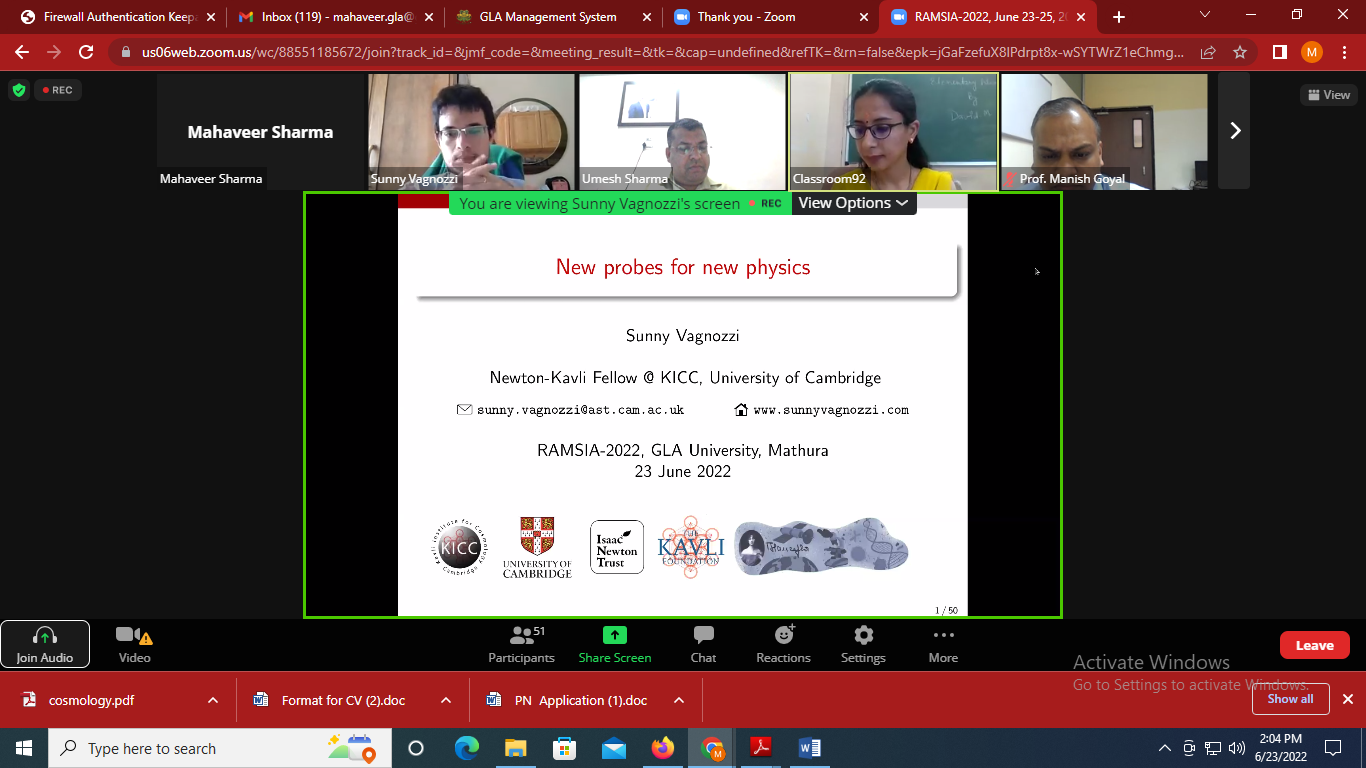 Firewall Authentication Keep
Inbox (119) - mahaveer.gla@
GLA Management System
Thank you - Zoom
RAMSIA-2022, June 23-25, 2
us06web.zoom.us/wc/88551185672/join?track_id=&jmf_code=&meeting_result=&tk=&cap=undefined&refTK=&rn=false&epk=jGaFzefuX8lPdrpt8x-wSYTWrZ1eChmg...
M
REC
View
Mahaveer Sharma
Mahaveer Sharma
Sunny Vagnozzi
Umesh Sharma
Classroom92
Prof. Manish Goyal
You are viewing Sunny Vagnozzi's screen
REC
View Options
New probes for new physics
Sunny Vagnozzi
Newton-Kavli Fellow @ KICC, University of Cambridge
sunny.vagnozzi@ast.cam.ac.uk
www.sunnyvagnozzi.com
RAMSIA-2022, GLA University, Mathura
23 June 2022
Kavli Institute for Cosmology
KICC
Cambridge
UNIVERSITY OF
CAMBRIDGE
Isaac
Newton
Trust
KAVLI
FOUNDATION
1 / 50
Join Audio
Video
51
Participants
Share Screen
Chat
Reactions
Settings
More
Leave
Activate Windows
Go to Settings to activate Windows.
cosmology.pdf
Format for CV (2).doc
PN Application (1).doc
Show all
Type here to search
M
2:04 PM
6/23/2022